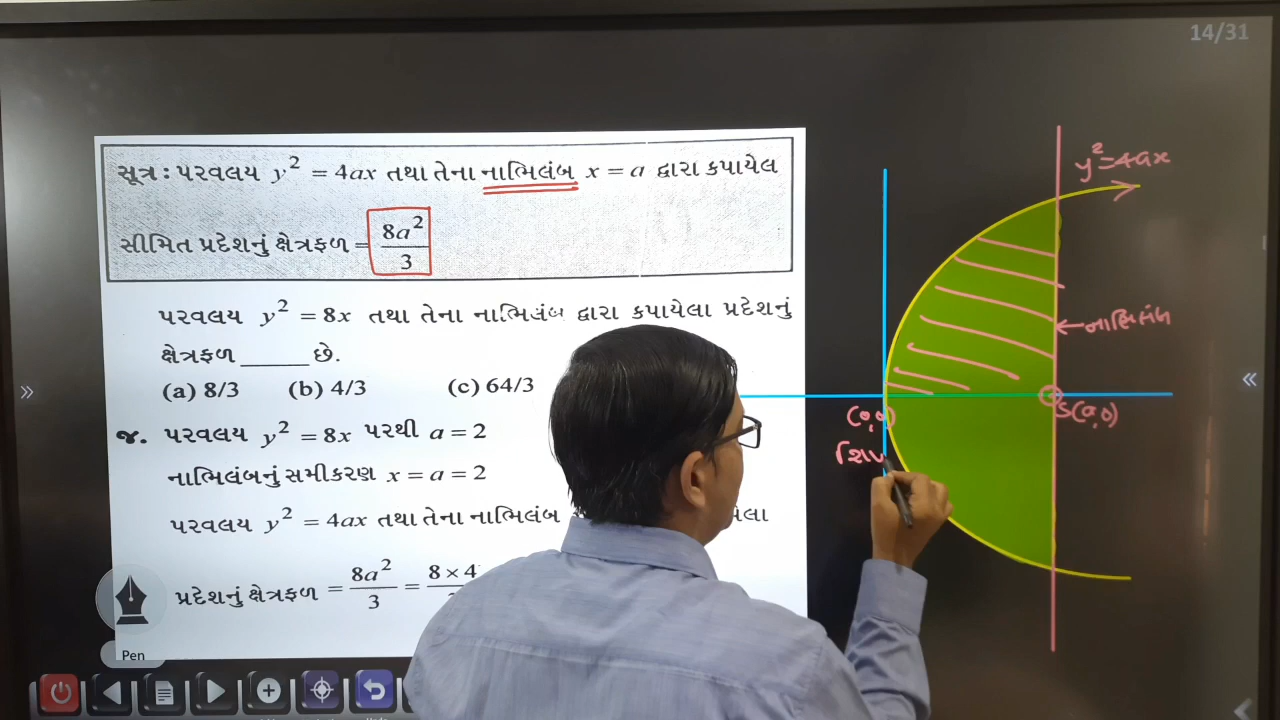 14/31
સૂત્ર : પરવલય y² = 4ax તથા તેના નાભિલંબ x = a દ્વારા કપાયેલ
સીમિત પ્રદેશનું ક્ષેત્રફળ = 8a²/3
પરવલય y² = 8x તથા તેના નાભિલંબ દ્વારા કપાયેલા પ્રદેશનું
ક્ષેત્રફળ ______ છે.
(a) 8/3 (b) 4/3 (c) 64/3
જ. પરવલય y² = 8x પરથી a = 2
નાભિલંબનું સમીકરણ x = a = 2
પરવલય y² = 4ax તથા તેના નાભિલંબ
પ્રદેશનું ક્ષેત્રફળ = 8a²/3 = 8 × 4
y² = 4ax
નાભિલંબ
S(a,0)
(0,0)
Pen